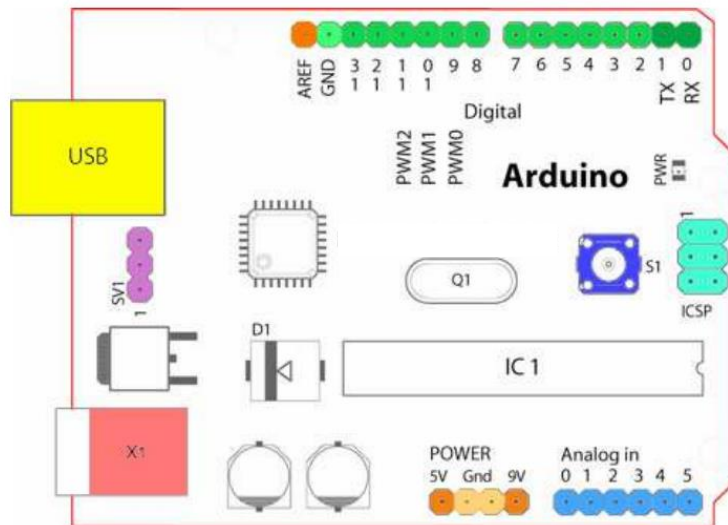 AREF GND 13 12 11 10 9 8 7 6 5 4 3 2 1 0
TX RX
Digital
USB
PWM2 PWM1 PWM0
Arduino
PWR
1
SV1
1
Q1
S1
ICSP
D1
IC 1
X1
POWER
5V Gnd 9V
Analog in
0 1 2 3 4 5